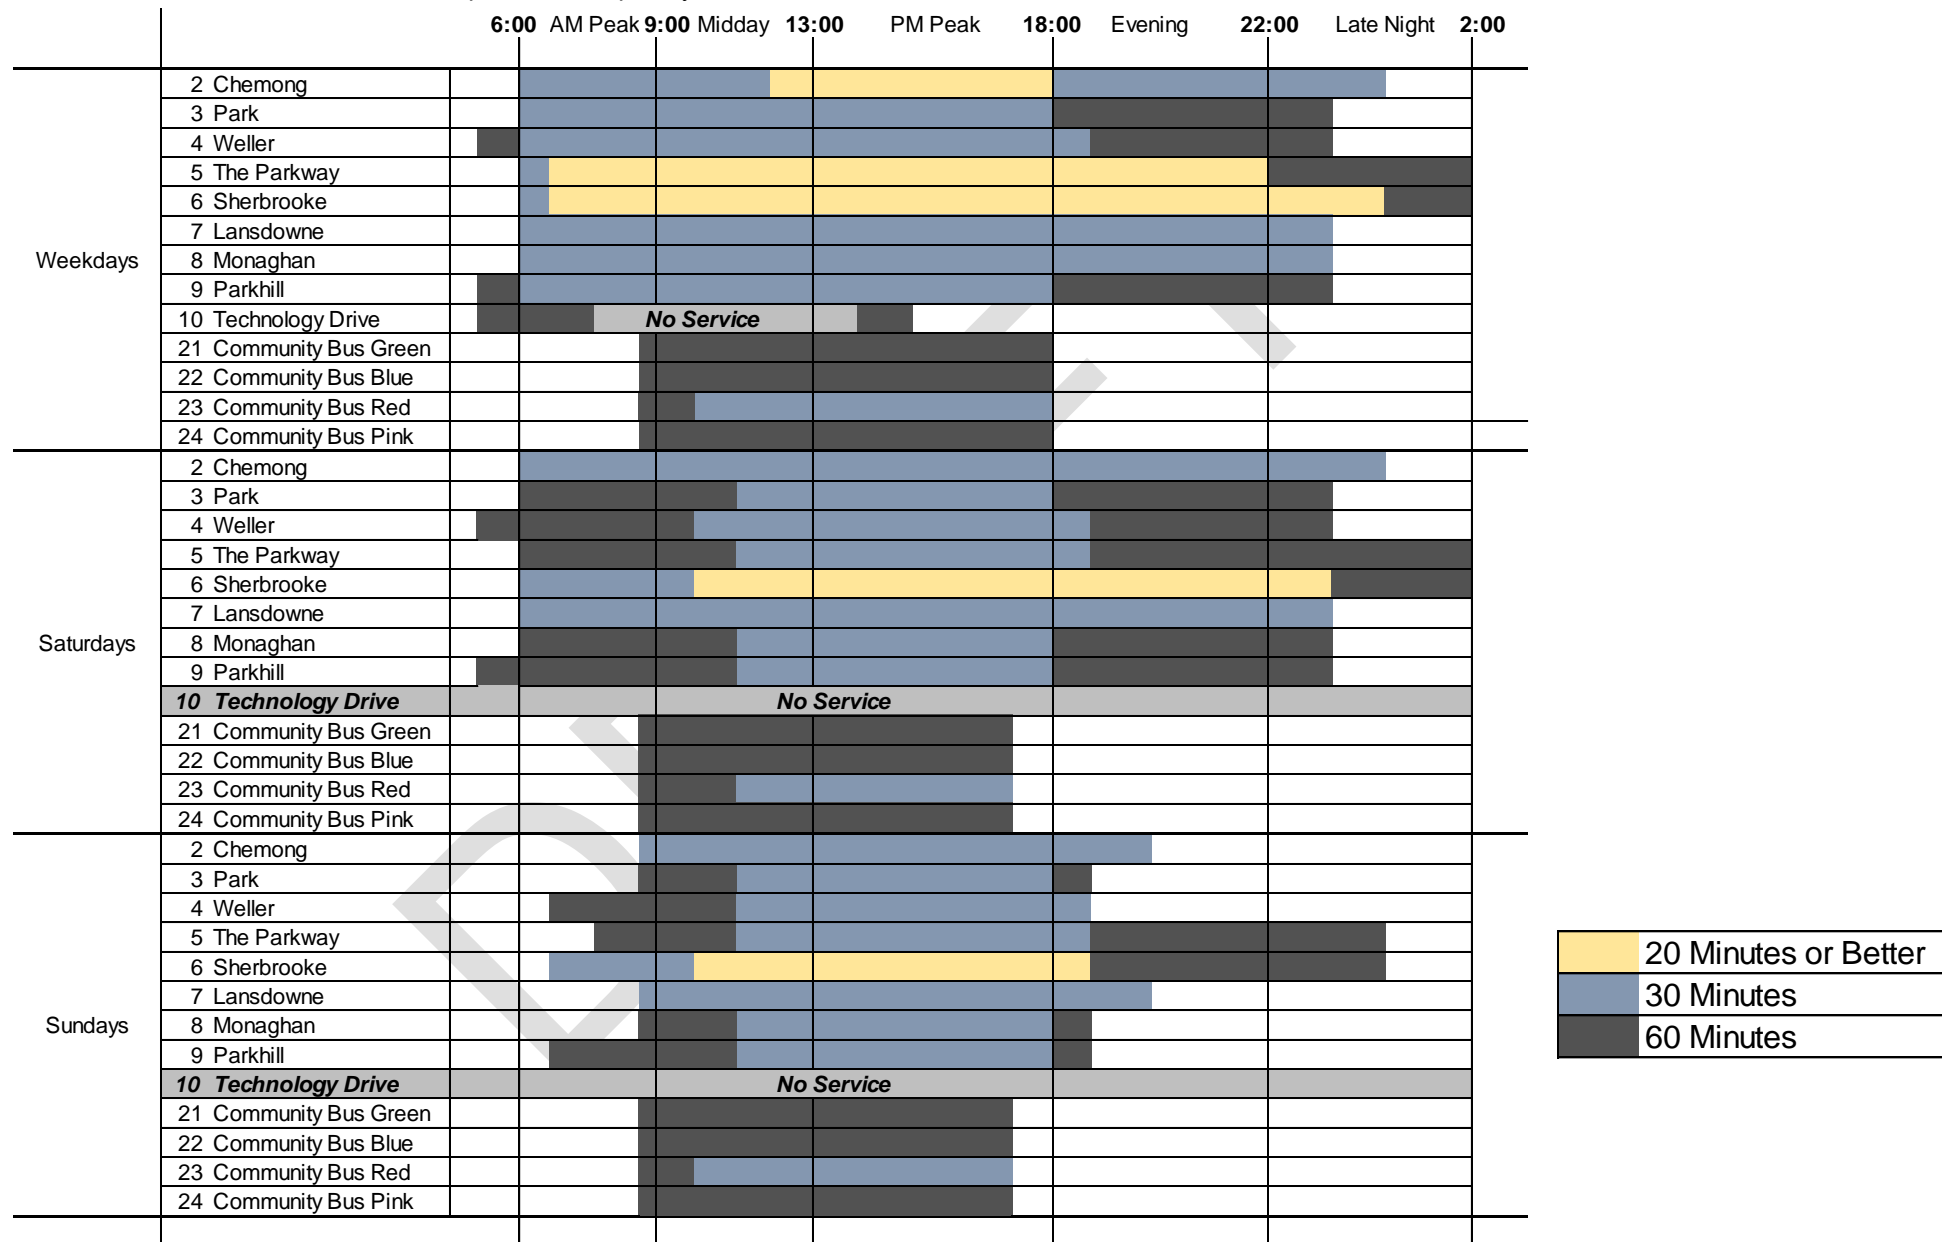 6:00 AM Peak 9:00 Midday 13:00 PM Peak 18:00 Evening 22:00 Late Night 2:00
Weekdays
2 Chemong
3 Park
4 Weller
5 The Parkway
6 Sherbrooke
7 Lansdowne
8 Monaghan
9 Parkhill
10 Technology Drive No Service
21 Community Bus Green
22 Community Bus Blue
23 Community Bus Red
24 Community Bus Pink
Saturdays
2 Chemong
3 Park
4 Weller
5 The Parkway
6 Sherbrooke
7 Lansdowne
8 Monaghan
9 Parkhill
10 Technology Drive No Service
21 Community Bus Green
22 Community Bus Blue
23 Community Bus Red
24 Community Bus Pink
Sundays
2 Chemong
3 Park
4 Weller
5 The Parkway
6 Sherbrooke
7 Lansdowne
8 Monaghan
9 Parkhill
10 Technology Drive No Service
21 Community Bus Green
22 Community Bus Blue
23 Community Bus Red
24 Community Bus Pink
20 Minutes or Better
30 Minutes
60 Minutes